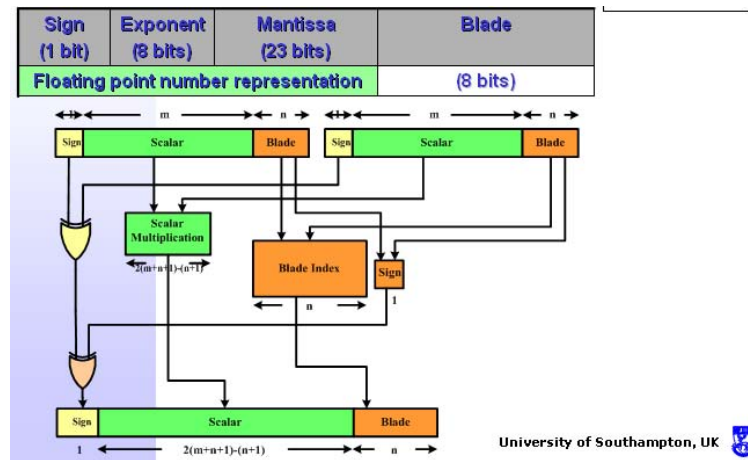 Sign Exponent Mantissa Blade
(1 bit) (8 bits) (23 bits)
Floating point number representation (8 bits)
1 m n 1 m n
Sign Scalar Blade Sign Scalar Blade
Scalar
Multiplication
2(m+n+1)-(n+1)
Blade Index
Sign
n
1
Sign Scalar Blade
1 2(m+n+1)-(n+1) n
University of Southampton, UK